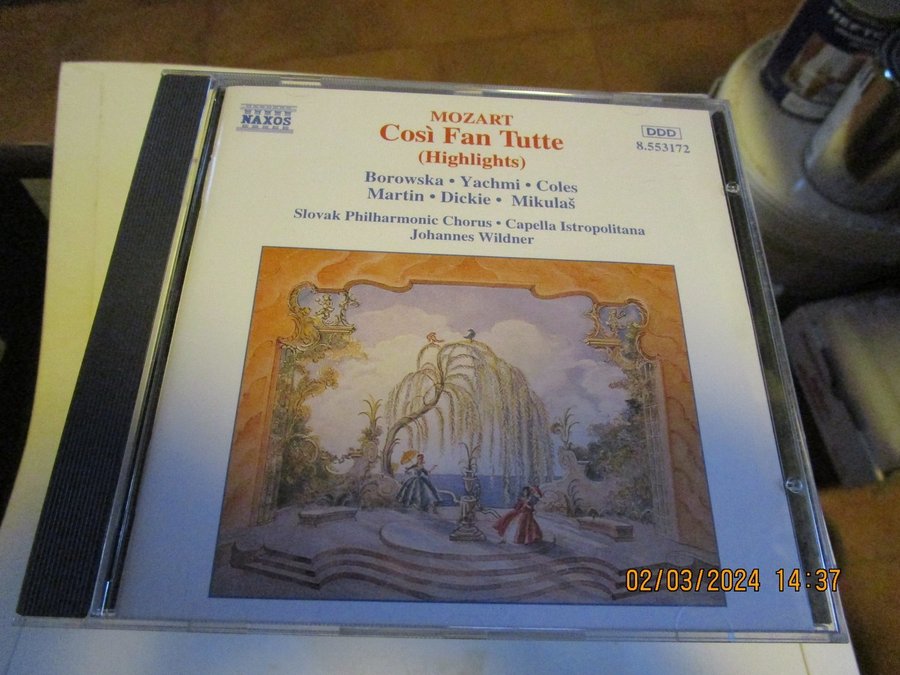 NAXOS
MOZART
Così Fan Tutte
(Highlights)
DDD
8.553172
Borowska • Yachmi • Coles
Martin • Dickie • Mikulaš
Slovak Philharmonic Chorus • Capella Istropolitana
Johannes Wildner
02/03/2024 14:37